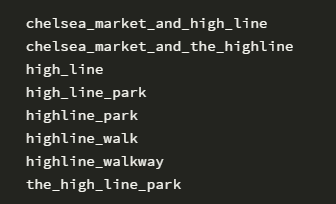 chelsea_market_and_high_line
chelsea_market_and_the_highline
high_line
high_line_park
highline_park
highline_walk
highline_walkway
the_high_line_park